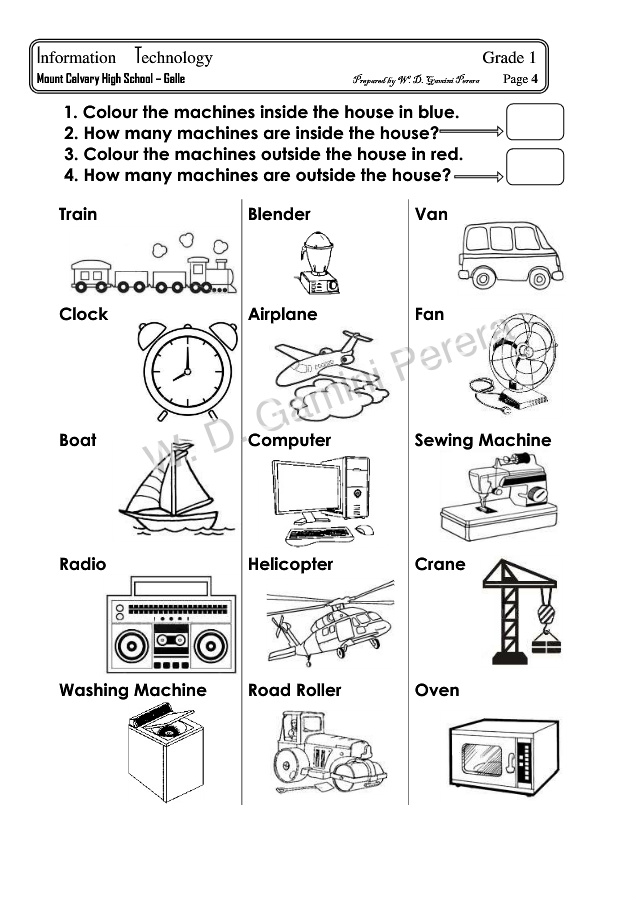 Information Technology Grade 1
Mount Calvary High School – Galle Prepared by W. D. Gamini Perera Page 4
1. Colour the machines inside the house in blue.
2. How many machines are inside the house?
3. Colour the machines outside the house in red.
4. How many machines are outside the house?
Train Blender Van
Clock Airplane Fan
Boat Computer Sewing Machine
Radio Helicopter Crane
Washing Machine Road Roller Oven
W. D. Gamini Perera